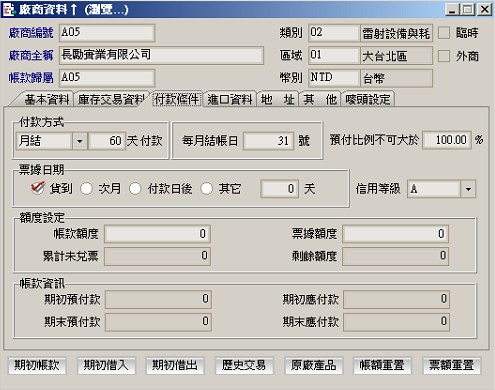 廠商資料↑ (瀏覽...)
廠商編號 A05 類別 02 雷射設備與耗 臨時
廠商全稱 長勵實業有限公司 區域 01 大台北區 外商
帳款歸屬 A05 幣別 NTD 台幣
基本資料 庫存交易資料 付款條件 進口資料 地 址 其 他 嘜頭設定
付款方式
月結 60 天付款 每月結帳日 31 號 預付比例不可大於 100.00 %
票據日期
貨到 次月 付款日後 其它 0 天 信用等級 A
額度設定
帳款額度 0 票據額度 0
累計未兌票 0 剩餘額度 0
帳款資訊
期初預付款 0 期初應付款 0
期末預付款 0 期末應付款 0
期初帳款 期初借入 期初借出 歷史交易 原廠產品 帳額重置 票額重置